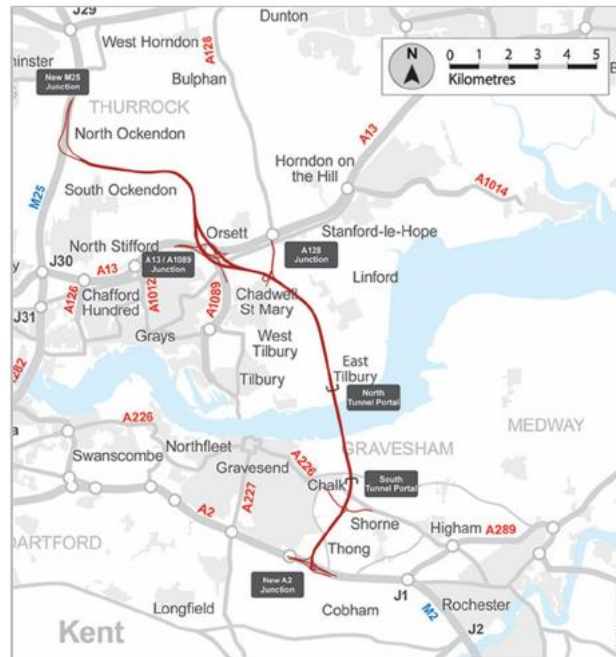 J29
Dunton
West Horndon
A128
minster
Bulphan
N
0 1 2 3 4 5
Kilometres
New M25
Junction
THURROCK
North Ockendon
A13
Horndon on
the Hill
M25
South Ockendon
A1014
Orsett
Stanford-le-Hope
North Stifford
A128
Junction
J30
A13
A13 / A1089
Junction
Linford
Chadwell
St Mary
A126
Chafford
Hundred
A1012
A1089
J31
Grays
West
Tilbury
A282
East
Tilbury
Tilbury
North
Tunnel Portal
A226
MEDWAY
Northfleet
GRAVESHAM
Swanscombe
Gravesend
A226
South
Tunnel Portal
Chalk
A227
A2
Shorne
Higham
A289
DARTFORD
Thong
New A2
Junction
J1
Rochester
Longfield
Cobham
M2
Kent
J2